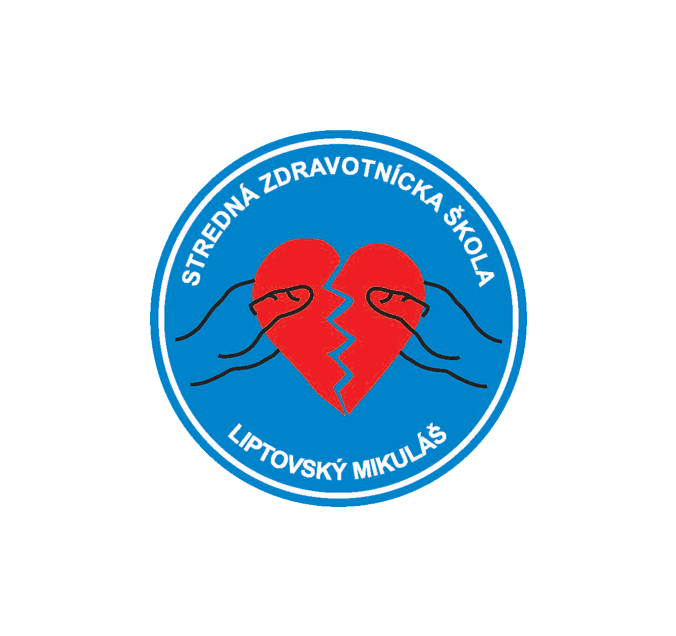 STREDNÁ ZDRAVOTNÍCKA ŠKOLA
LIPTOVSKÝ MIKULÁŠ